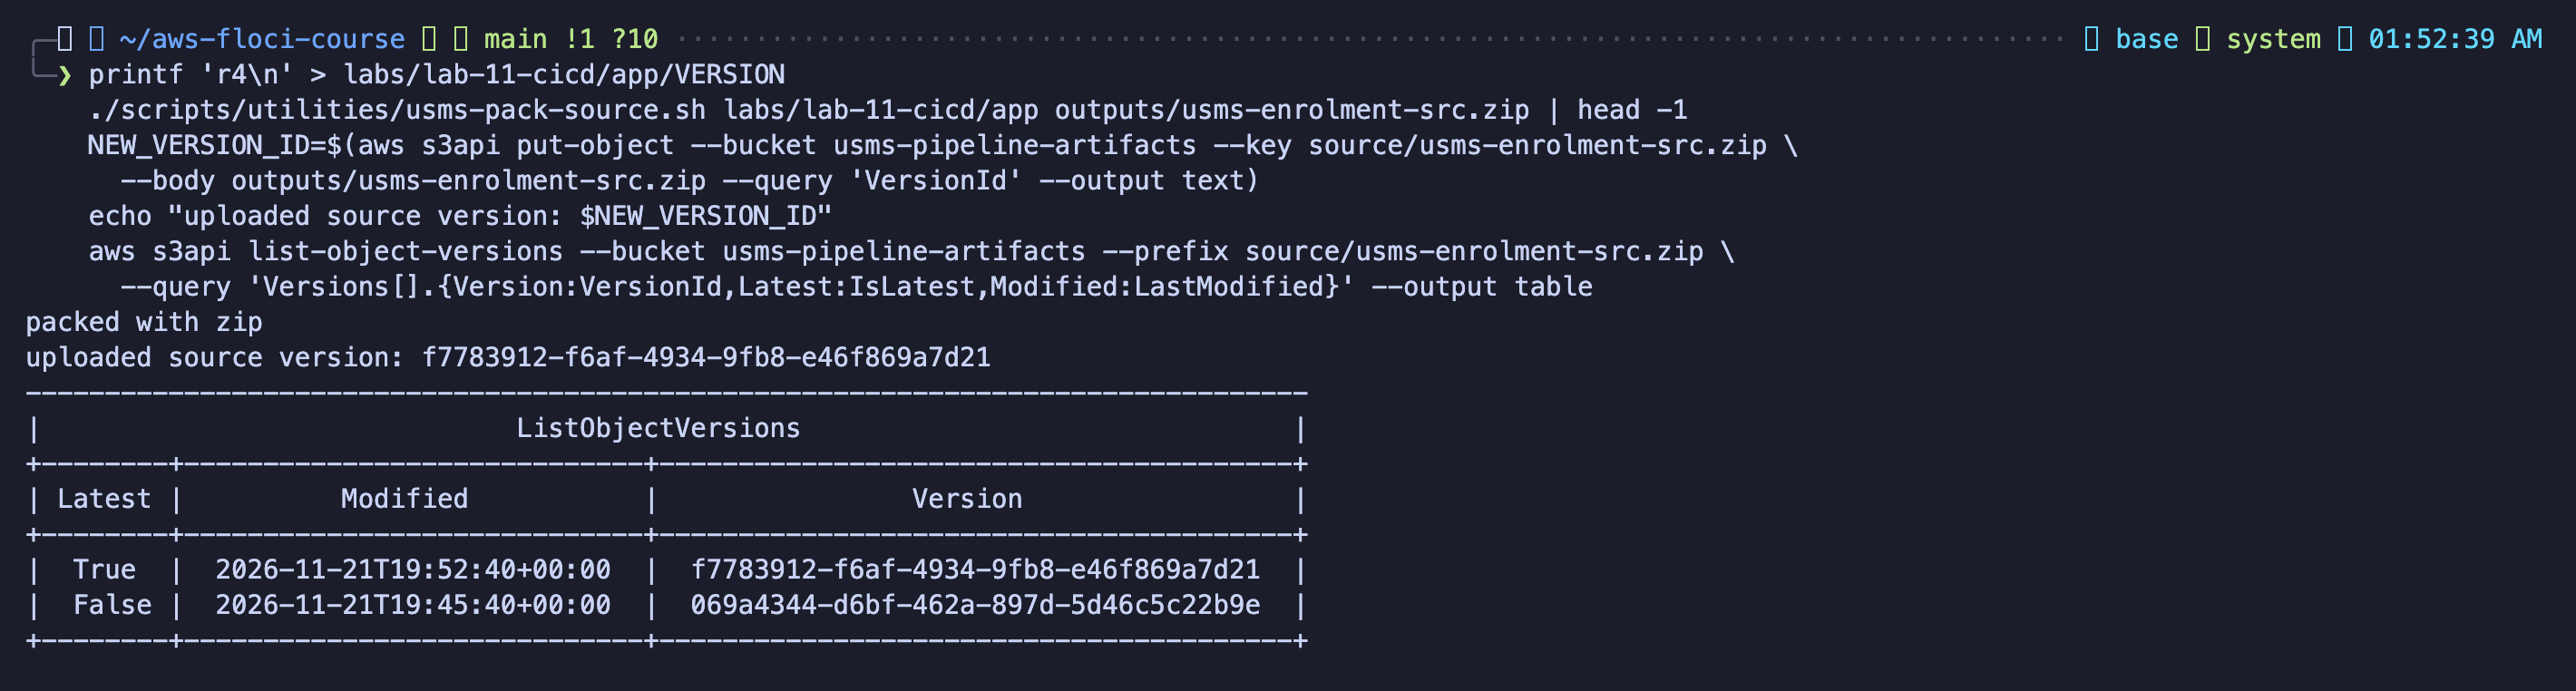 ~/aws-floci-course main !1 ?10 base system 01:52:39 AM
❯ printf 'r4\n' > labs/lab-11-cicd/app/VERSION
./scripts/utilities/usms-pack-source.sh labs/lab-11-cicd/app outputs/usms-enrolment-src.zip | head -1
NEW_VERSION_ID=$(aws s3api put-object --bucket usms-pipeline-artifacts --key source/usms-enrolment-src.zip \
--body outputs/usms-enrolment-src.zip --query 'VersionId' --output text)
echo "uploaded source version: $NEW_VERSION_ID"
aws s3api list-object-versions --bucket usms-pipeline-artifacts --prefix source/usms-enrolment-src.zip \
--query 'Versions[].{Version:VersionId,Latest:IsLatest,Modified:LastModified}' --output table
packed with zip
uploaded source version: f7783912-f6af-4934-9fb8-e46f869a7d21
---------------------------------------------------------------------------------
|                              ListObjectVersions                               |
+--------+-----------------------------+----------------------------------------+
| Latest |          Modified           |                Version                 |
+--------+-----------------------------+----------------------------------------+
|  True  |  2026-11-21T19:52:40+00:00  |  f7783912-f6af-4934-9fb8-e46f869a7d21  |
|  False |  2026-11-21T19:45:40+00:00  |  069a4344-d6bf-462a-897d-5d46c5c22b9e  |
+--------+-----------------------------+----------------------------------------+